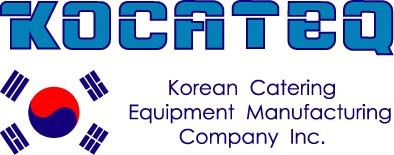 KOCATEQ
Korean Catering
Equipment Manufacturing
Company Inc.